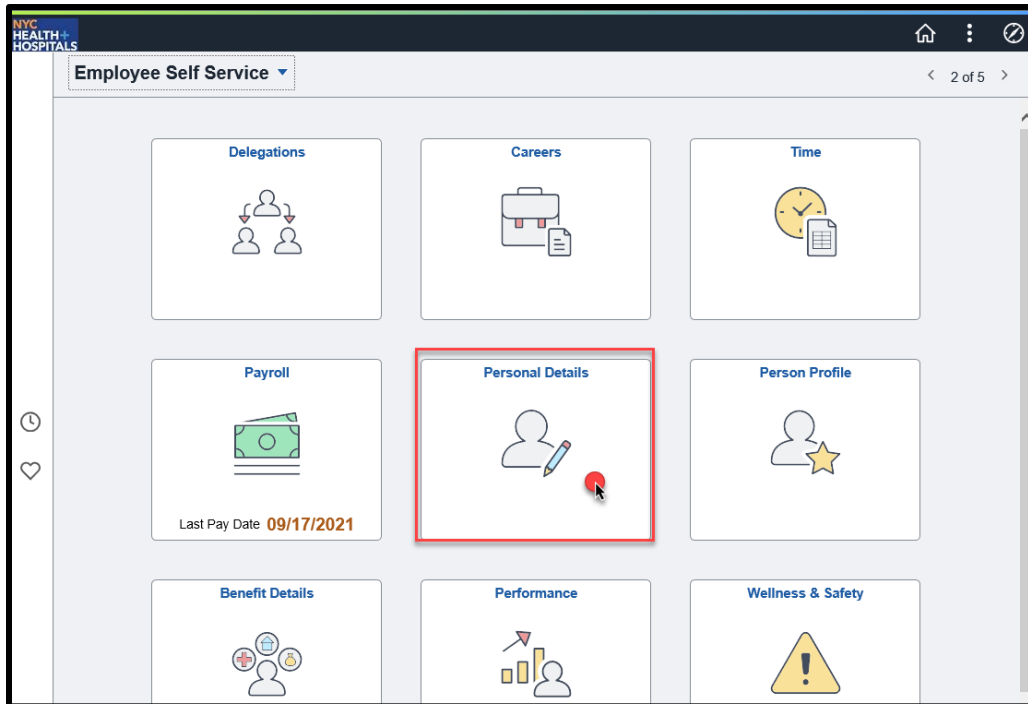 NYC
HEALTH+
HOSPITALS
Employee Self Service
2 of 5
Delegations
Careers
Time
Payroll
Personal Details
Person Profile
Last Pay Date 09/17/2021
Benefit Details
Performance
Wellness & Safety